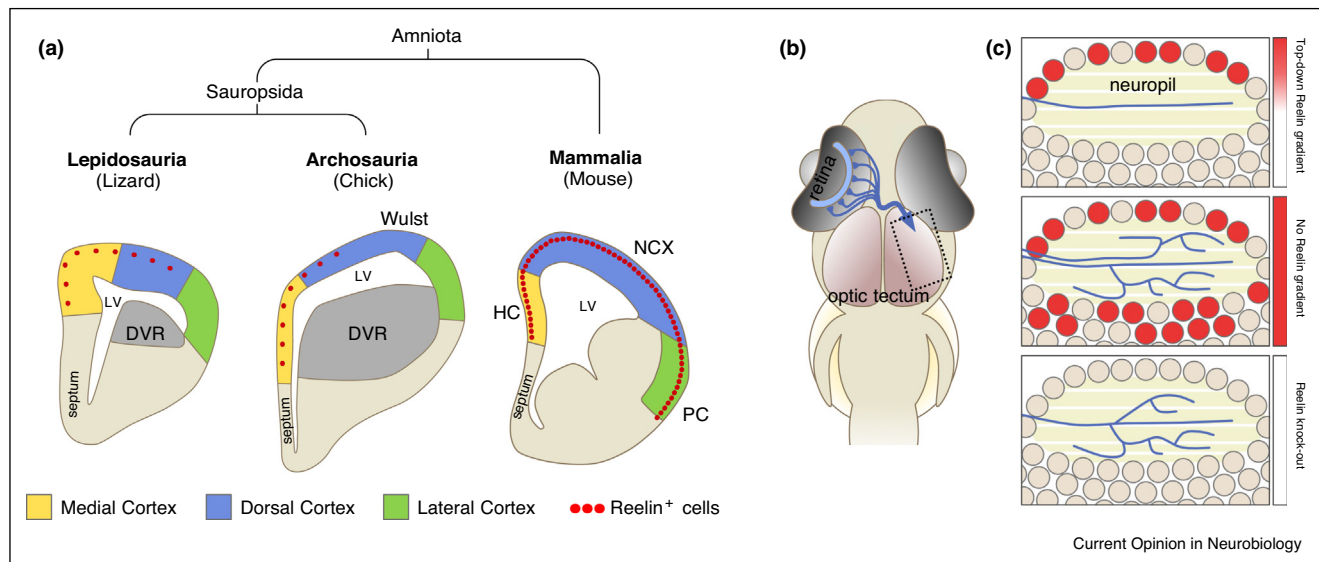 (a)
Amniota
Sauropsida
Lepidosauria
(Lizard)
Archosauria
(Chick)
Mammalia
(Mouse)
LV
DVR
septum
Wulst
LV
DVR
septum
NCX
HC
LV
septum
PC
Medial Cortex
Dorsal Cortex
Lateral Cortex
Reelin+ cells
(b)
retina
optic tectum
(c)
neuropil
Top-down Reelin gradient
No Reelin gradient
Reelin knock-out
Current Opinion in Neurobiology